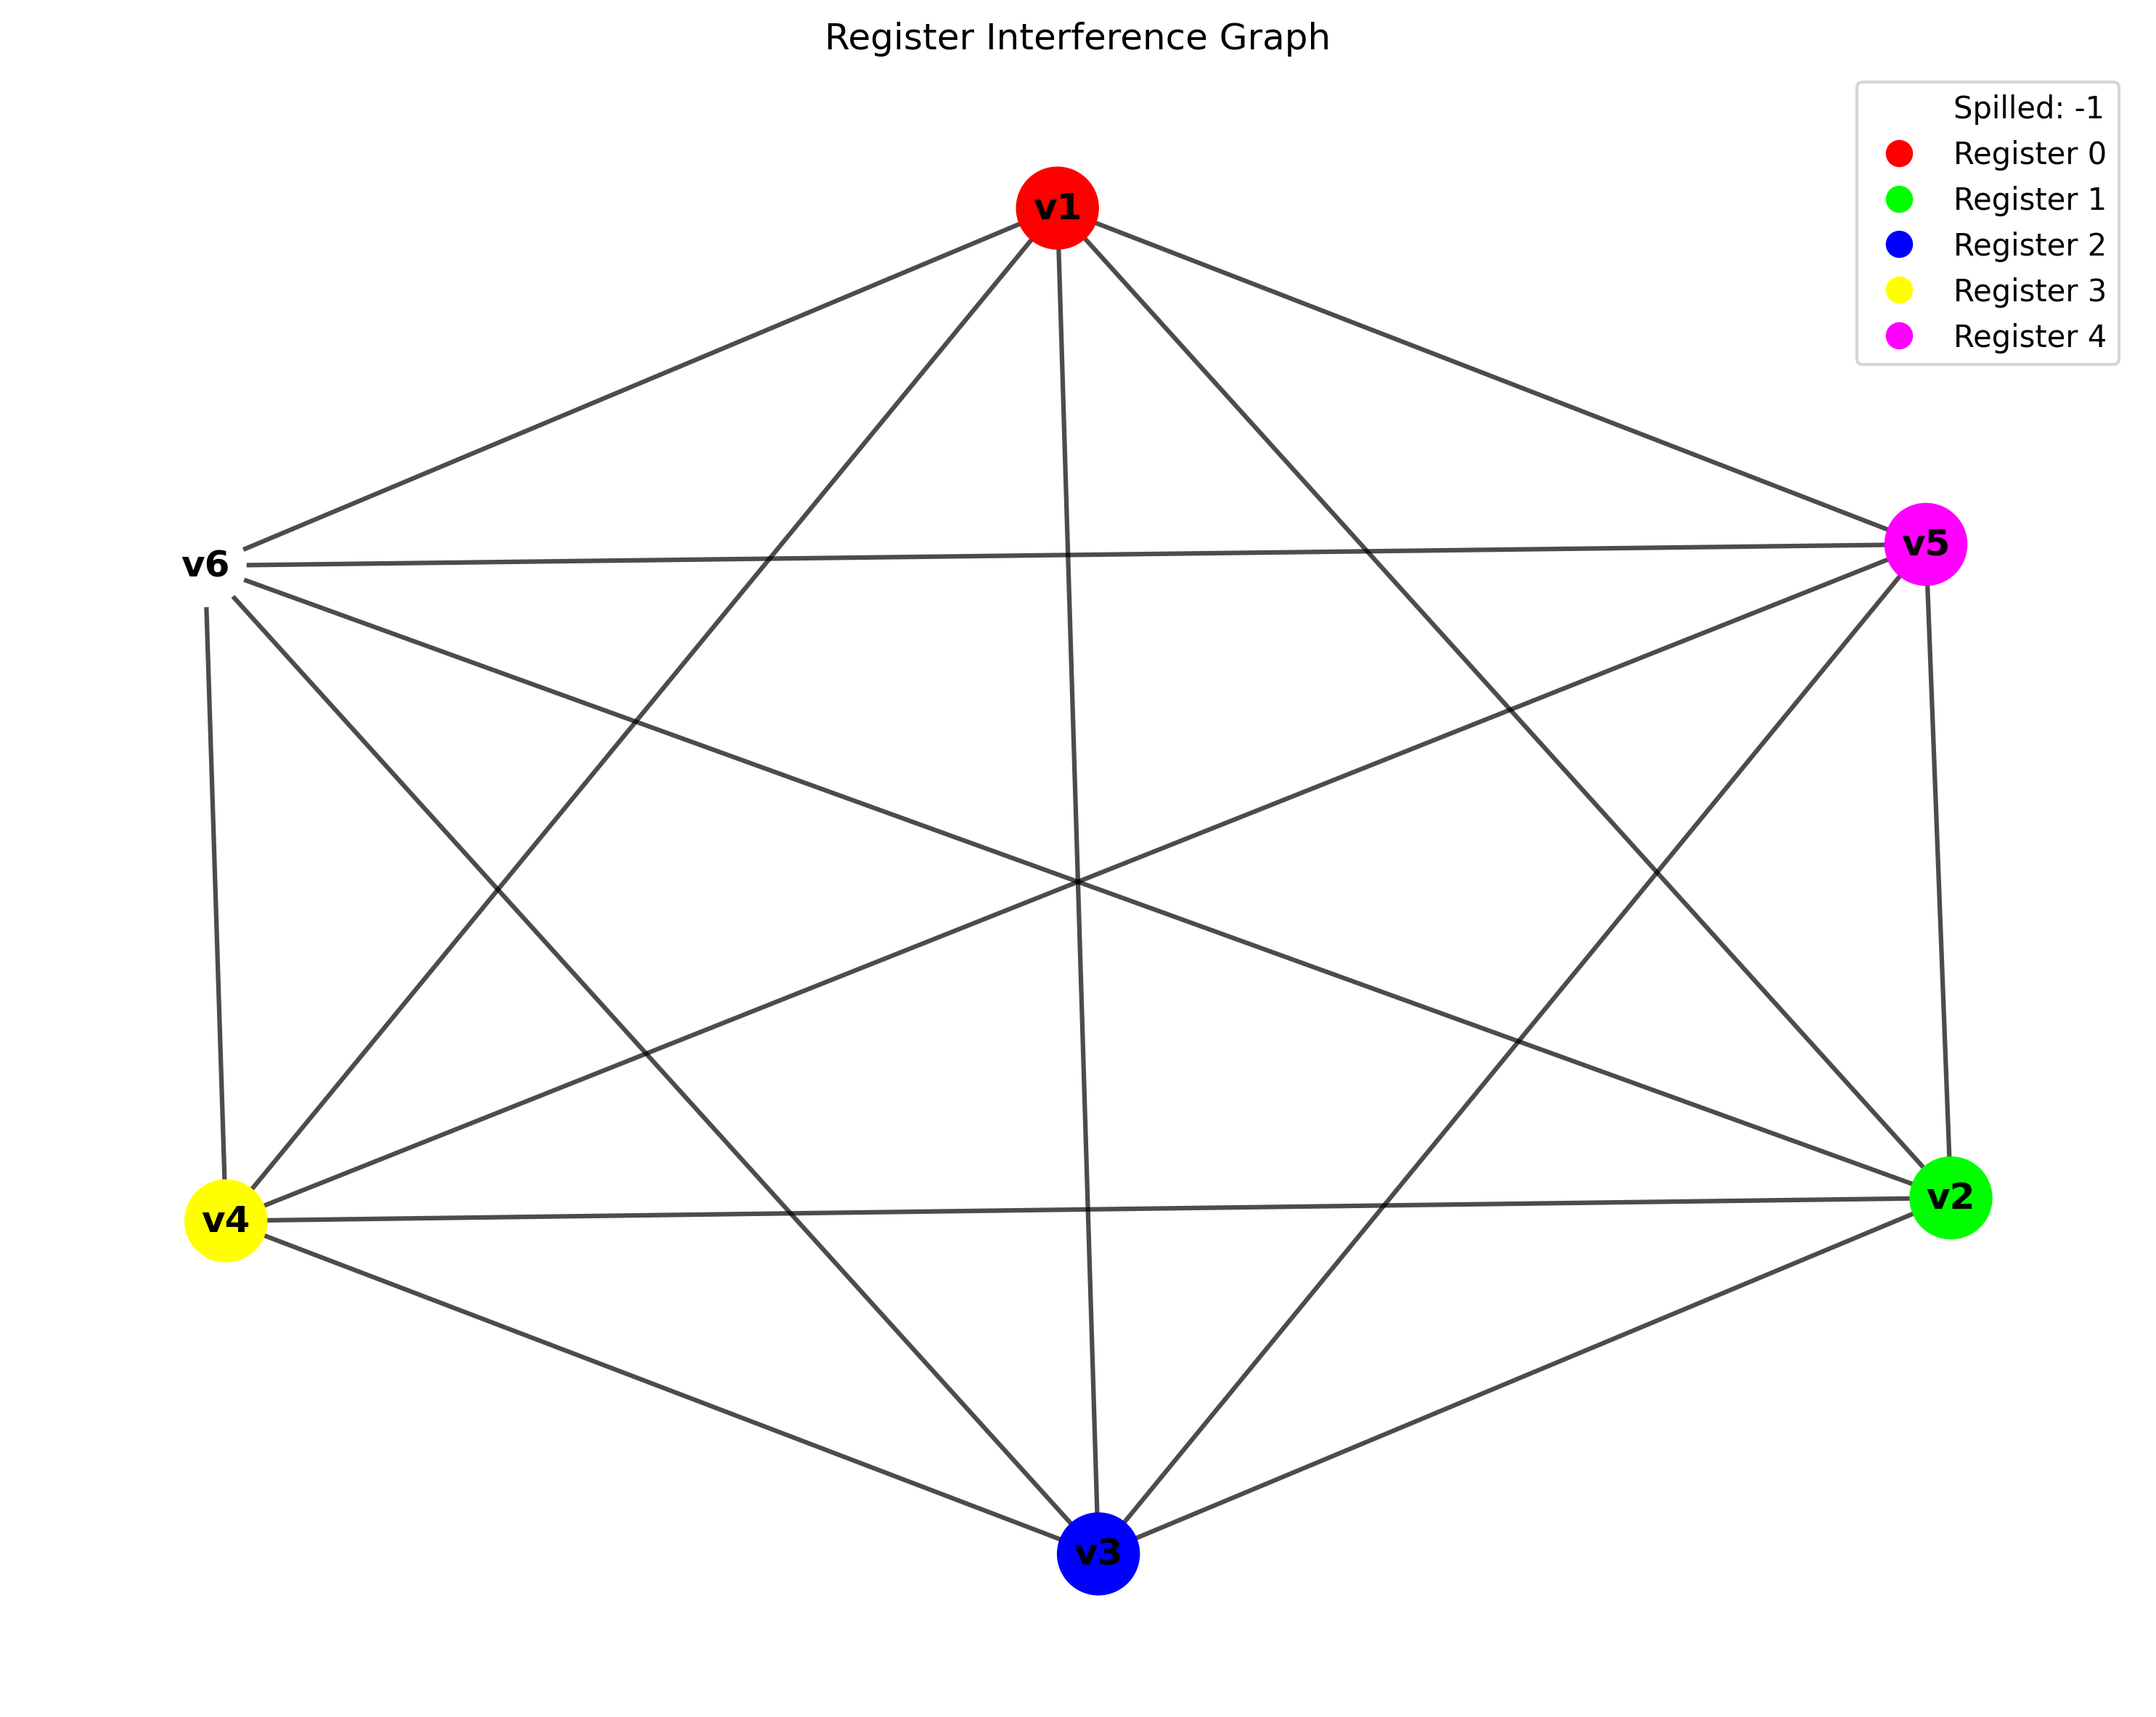 Register Interference Graph
Spilled: -1
Register 0
Register 1
Register 2
Register 3
Register 4
v1
v5
v6
v2
v4
v3